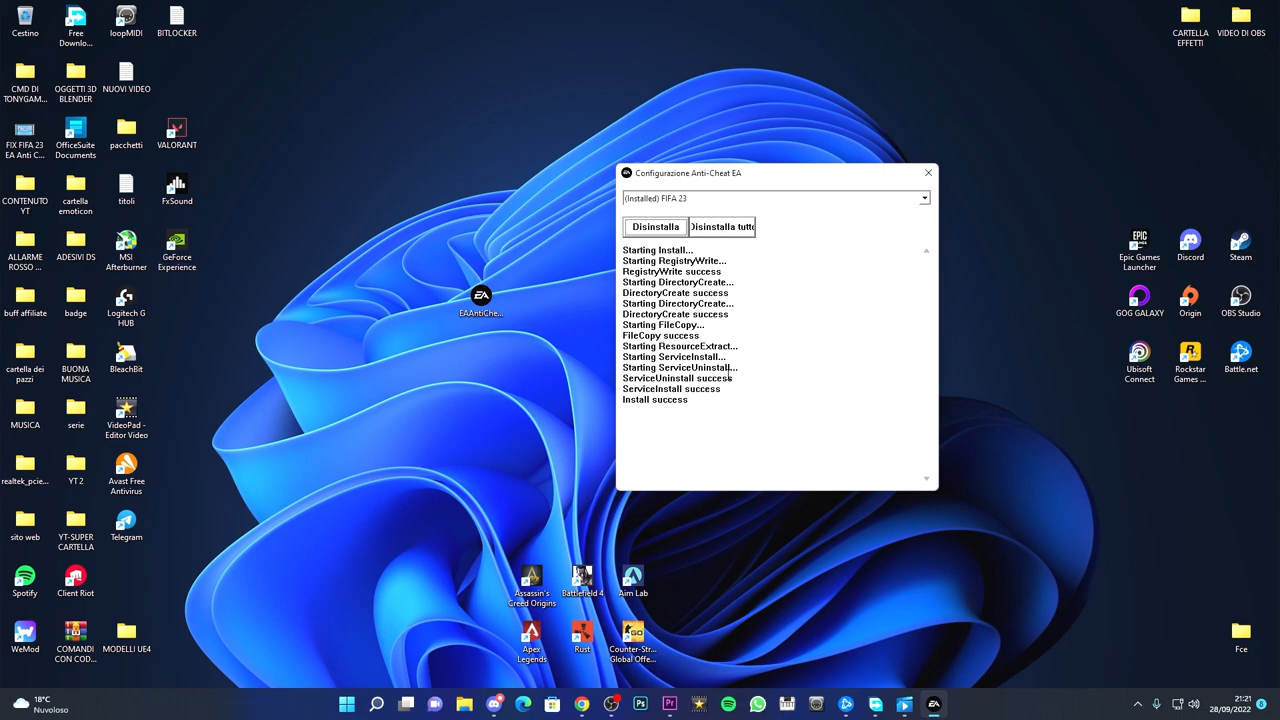 Cestino
Free
Downlo...
loopMIDI
BITLOCKER
CARTELLA
EFFETTI
VIDEO DI OBS
CMD DI
TONYGAM...
OGGETTI 3D
BLENDER
NUOVI VIDEO
FIX FIFA 23
EA Anti C...
OfficeSuite
Documents
pacchetti
VALORANT
CONTENUTO
YT
cartella
emoticon
titoli
FxSound
ALLARME
ROSSO ...
ADESIVI DS
MSI
Afterburner
GeForce
Experience
buff affiliate
badge
Logitech G
HUB
cartella dei
pazzi
BUONA
MUSICA
BleachBit
MUSICA
serie
VideoPad -
Editor Video
realtek_pcie...
YT 2
Avast Free
Antivirus
sito web
YT-SUPER
CARTELLA
Telegram
Spotify
Client Riot
WeMod
COMANDI
CON COD...
MODELLI UE4
EA
EAAntiChe...
EA
Configurazione Anti-Cheat EA
(Installed) FIFA 23
Disinstalla
Disinstalla tutto
Starting Install...
Starting RegistryWrite...
RegistryWrite success
Starting DirectoryCreate...
DirectoryCreate success
Starting DirectoryCreate...
DirectoryCreate success
Starting FileCopy...
FileCopy success
Starting ResourceExtract...
Starting ServiceInstall...
Starting ServiceUninstall...
ServiceUninstall success
ServiceInstall success
Install success
EPIC
Epic Games
Launcher
Discord
Steam
GOG GALAXY
Origin
OBS Studio
Ubisoft
Connect
Rockstar
Games ...
Battle.net
Assassin's
Creed Origins
Battlefield 4
Aim Lab
Apex
Legends
Rust
GO
Counter-Str...
Global Offe...
Fce
18°C
Nuvoloso
Ps
Pr
EA
21:21
28/09/2022
8